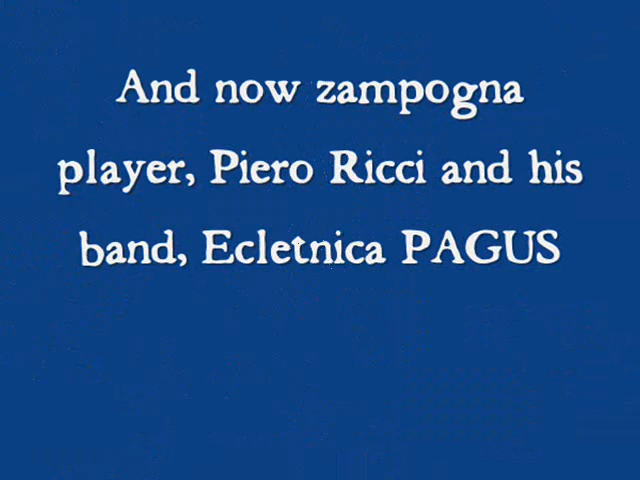 And now zampogna
player, Piero Ricci and his
band, Ecletnica PAGUS